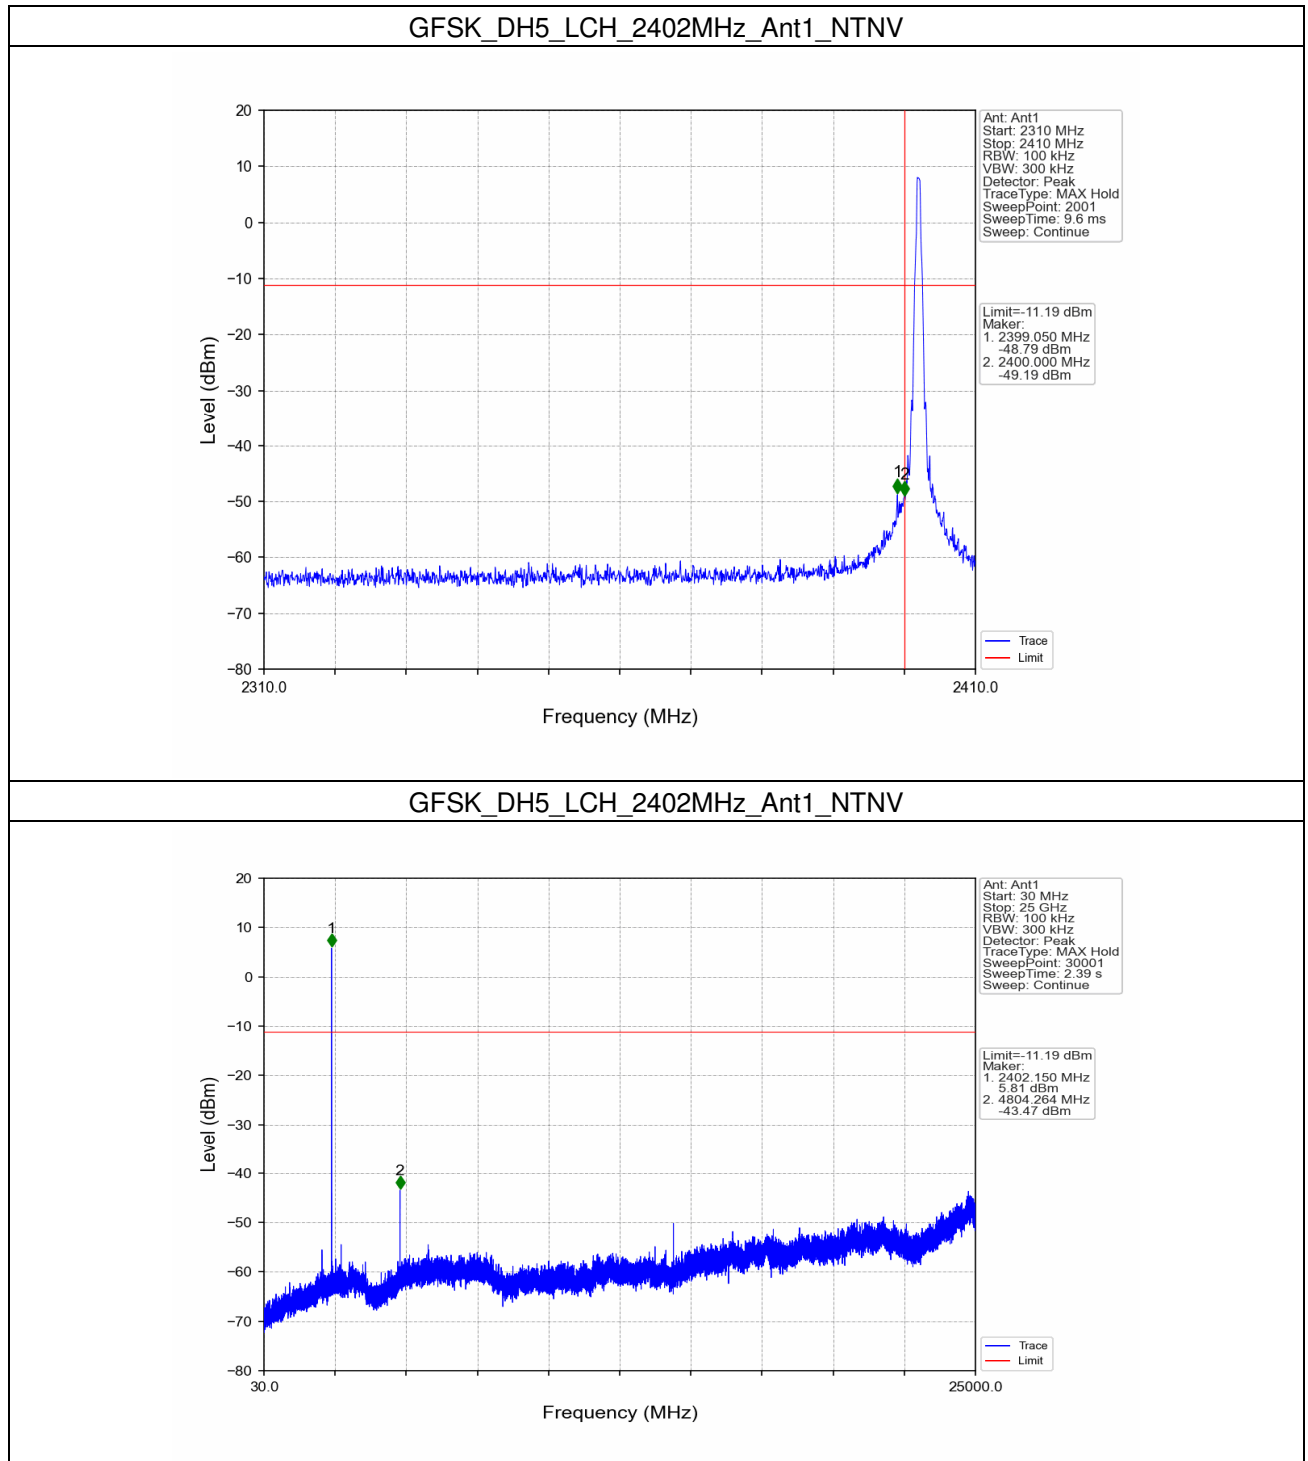 GFSK_DH5_LCH_2402MHz_Ant1_NTNV
20
10
0
−10
−20
−30
−40
−50
−60
−70
−80
Level (dBm)
2310.0
2410.0
Frequency (MHz)
1
2
Ant: Ant1
Start: 2310 MHz
Stop: 2410 MHz
RBW: 100 kHz
VBW: 300 kHz
Detector: Peak
TraceType: MAX Hold
SweepPoint: 2001
SweepTime: 9.6 ms
Sweep: Continue
Limit=-11.19 dBm
Maker:
1. 2399.050 MHz
-48.79 dBm
2. 2400.000 MHz
-49.19 dBm
Trace
Limit
GFSK_DH5_LCH_2402MHz_Ant1_NTNV
20
10
0
−10
−20
−30
−40
−50
−60
−70
−80
Level (dBm)
30.0
25000.0
Frequency (MHz)
1
2
Ant: Ant1
Start: 30 MHz
Stop: 25 GHz
RBW: 100 kHz
VBW: 300 kHz
Detector: Peak
TraceType: MAX Hold
SweepPoint: 30001
SweepTime: 2.39 s
Sweep: Continue
Limit=-11.19 dBm
Maker:
1. 2402.150 MHz
5.81 dBm
2. 4804.264 MHz
-43.47 dBm
Trace
Limit